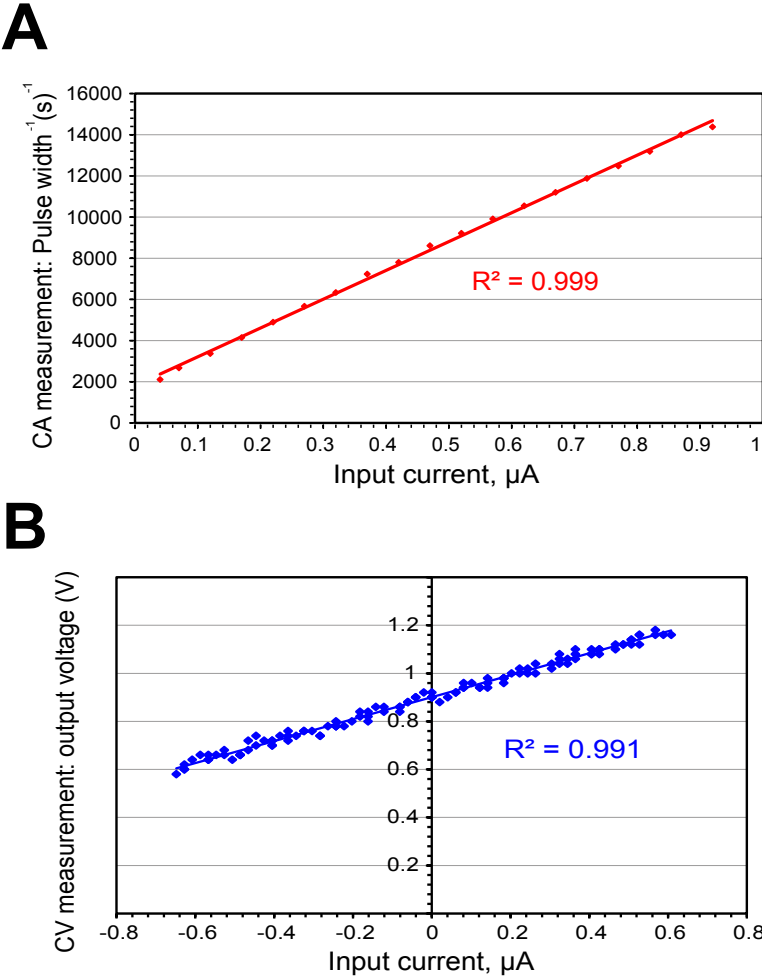 A
CA measurement: Pulse width⁻¹(s)⁻¹
16000
14000
12000
10000
8000
6000
4000
2000
0
R² = 0.999
0 0.1 0.2 0.3 0.4 0.5 0.6 0.7 0.8 0.9 1
Input current, µA
B
CV measurement: output voltage (V)
1.2
1
0.8
0.6
0.4
0.2
R² = 0.991
-0.8 -0.6 -0.4 -0.2 0 0.2 0.4 0.6 0.8
Input current, µA